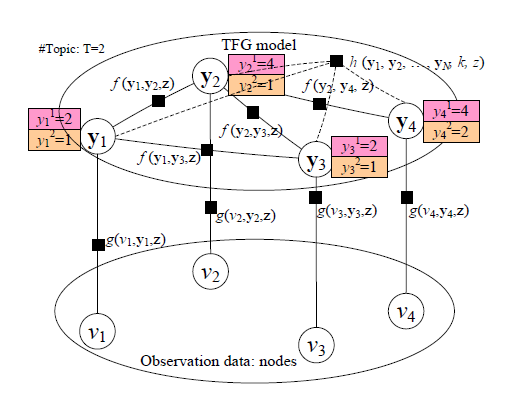 TFG model
#Topic: T=2
h (y1, y2, ..., yN, k, z)
y2^1=4
y2
y2^2=1
f (y1,y2,z)
f (y2, y4, z)
y1^1=2
y1^2=1
y1
f (y2,y3,z)
y4
y4^1=4
y4^2=2
f (y1,y3,z)
y3
y3^1=2
y3^2=1
g(v1,y1,z)
g(v2,y2,z)
g(v3,y3,z)
g(v4,y4,z)
v2
v1
v4
v3
Observation data: nodes